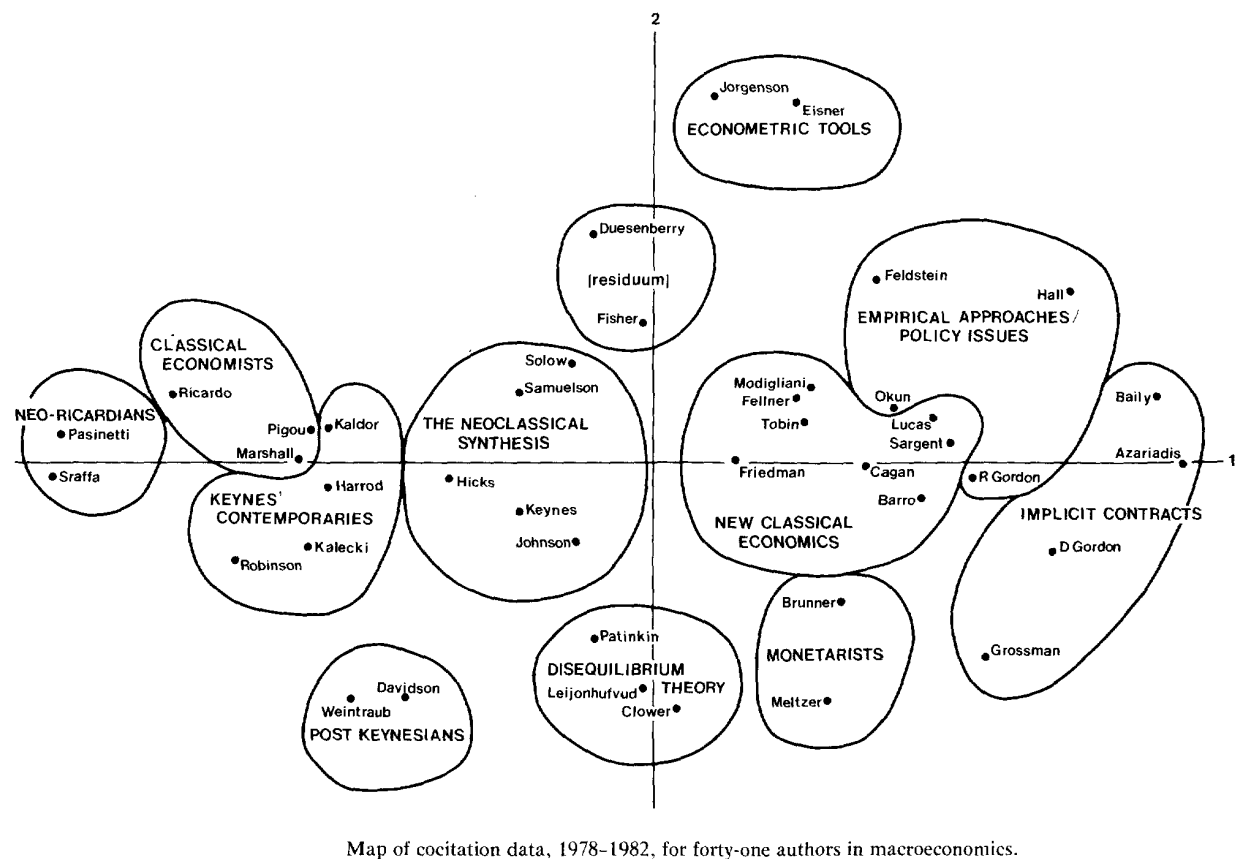 2
Jorgenson
Eisner
ECONOMETRIC TOOLS
Duesenberry
[residuum]
Fisher
Feldstein
Hall
EMPIRICAL APPROACHES/
POLICY ISSUES
CLASSICAL
ECONOMISTS
Ricardo
Pigou
Marshall
NEO-RICARDIANS
Pasinetti
Sraffa
Kaldor
Harrod
KEYNES'
CONTEMPORARIES
Kalecki
Robinson
Solow
Samuelson
THE NEOCLASSICAL
SYNTHESIS
Hicks
Keynes
Johnson
Modigliani
Fellner
Tobin
Okun
Lucas
Sargent
Friedman
Cagan
Barro
NEW CLASSICAL
ECONOMICS
R Gordon
Baily
Azariadis
1
IMPLICIT CONTRACTS
D Gordon
Grossman
Brunner
MONETARISTS
Meltzer
Patinkin
DISEQUILIBRIUM
Leijonhufvud
THEORY
Clower
Davidson
Weintraub
POST KEYNESIANS
Map of cocitation data, 1978–1982, for forty-one authors in macroeconomics.